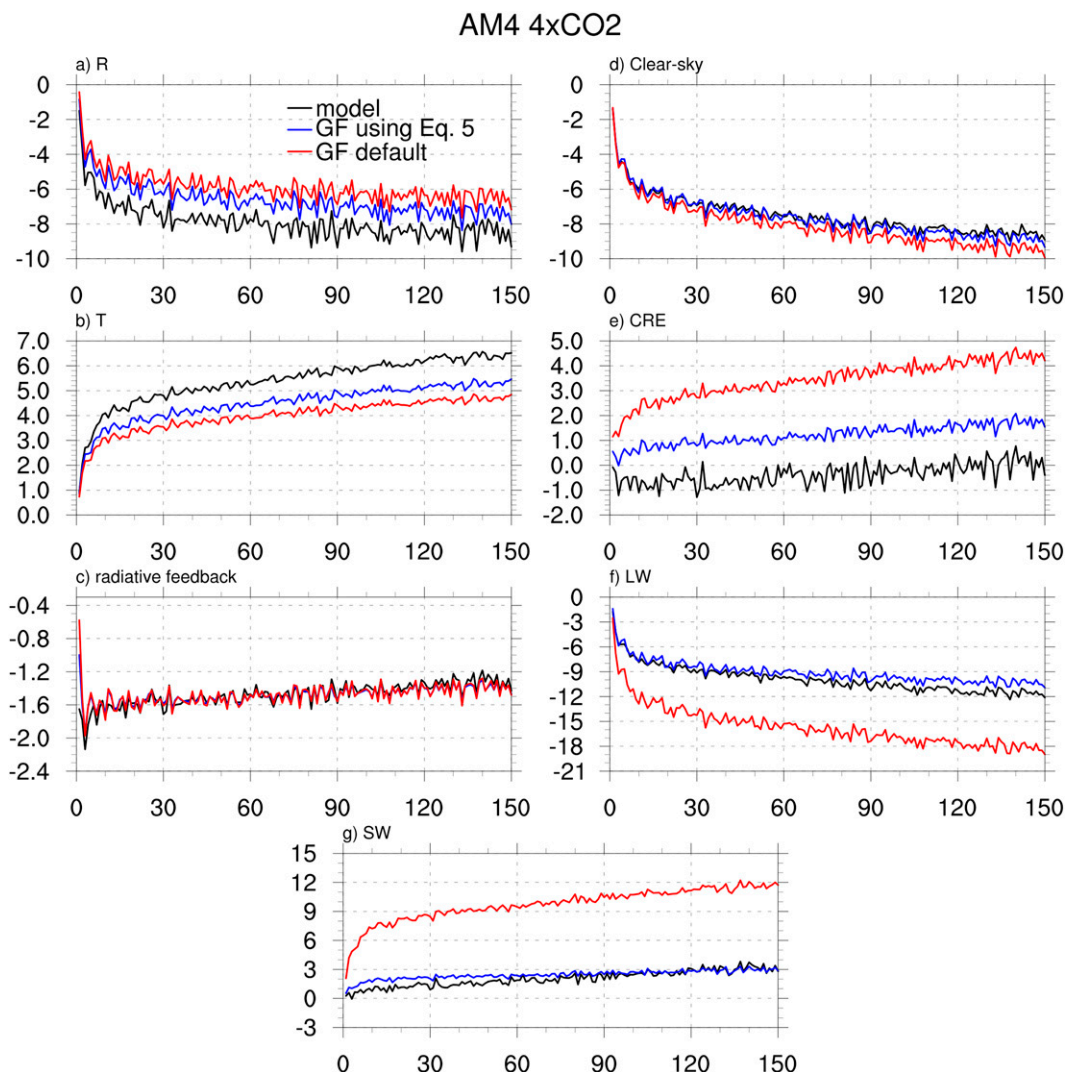 AM4 4xCO2
a) R
0
-2
-4
-6
-8
-10
model
GF using Eq. 5
GF default
0 30 60 90 120 150
d) Clear-sky
0
-2
-4
-6
-8
-10
0 30 60 90 120 150
b) T
7.0
6.0
5.0
4.0
3.0
2.0
1.0
0.0
0 30 60 90 120 150
e) CRE
5.0
4.0
3.0
2.0
1.0
0.0
-1.0
-2.0
0 30 60 90 120 150
c) radiative feedback
-0.4
-0.8
-1.2
-1.6
-2.0
-2.4
0 30 60 90 120 150
f) LW
0
-3
-6
-9
-12
-15
-18
-21
0 30 60 90 120 150
g) SW
15
12
9
6
3
0
-3
0 30 60 90 120 150